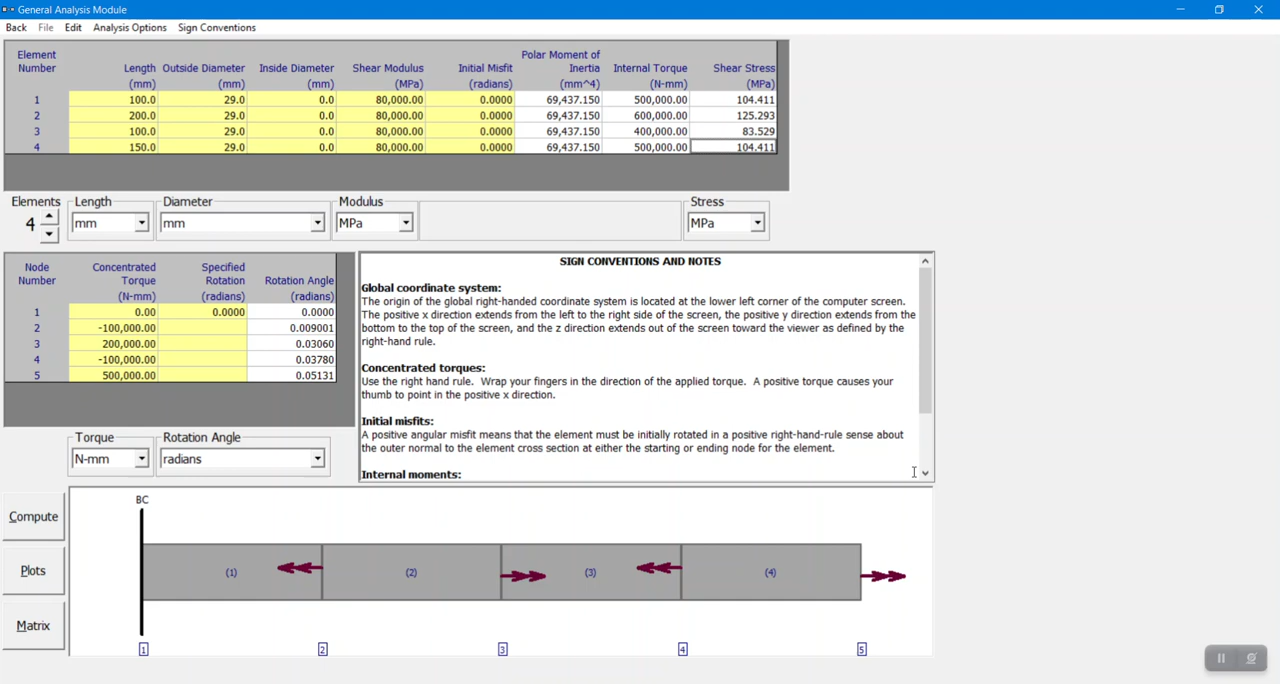 General Analysis Module
Back File Edit Analysis Options Sign Conventions
Element Number Length (mm) Outside Diameter (mm) Inside Diameter (mm) Shear Modulus (MPa) Initial Misfit (radians) Polar Moment of Inertia (mm^4) Internal Torque (N-mm) Shear Stress (MPa)
1 100.0 29.0 0.0 80,000.00 0.0000 69,437.150 500,000.00 104.411
2 200.0 29.0 0.0 80,000.00 0.0000 69,437.150 600,000.00 125.293
3 100.0 29.0 0.0 80,000.00 0.0000 69,437.150 400,000.00 83.529
4 150.0 29.0 0.0 80,000.00 0.0000 69,437.150 500,000.00 104.411
Elements Length Diameter Modulus Stress
4 mm mm MPa MPa
Node Number Concentrated Torque (N-mm) Specified Rotation (radians) Rotation Angle (radians)
1 0.00 0.0000 0.0000
2 -100,000.00 0.009001
3 200,000.00 0.03060
4 -100,000.00 0.03780
5 500,000.00 0.05131
Torque Rotation Angle
N-mm radians
SIGN CONVENTIONS AND NOTES
Global coordinate system:
The origin of the global right-handed coordinate system is located at the lower left corner of the computer screen.
The positive x direction extends from the left to the right side of the screen, the positive y direction extends from the
bottom to the top of the screen, and the z direction extends out of the screen toward the viewer as defined by the
right-hand rule.
Concentrated torques:
Use the right hand rule. Wrap your fingers in the direction of the applied torque. A positive torque causes your
thumb to point in the positive x direction.
Initial misfits:
A positive angular misfit means that the element must be initially rotated in a positive right-hand-rule sense about
the outer normal to the element cross section at either the starting or ending node for the element.
Internal moments:
Compute
Plots
Matrix
BC
(1) (2) (3) (4)
1 2 3 4 5